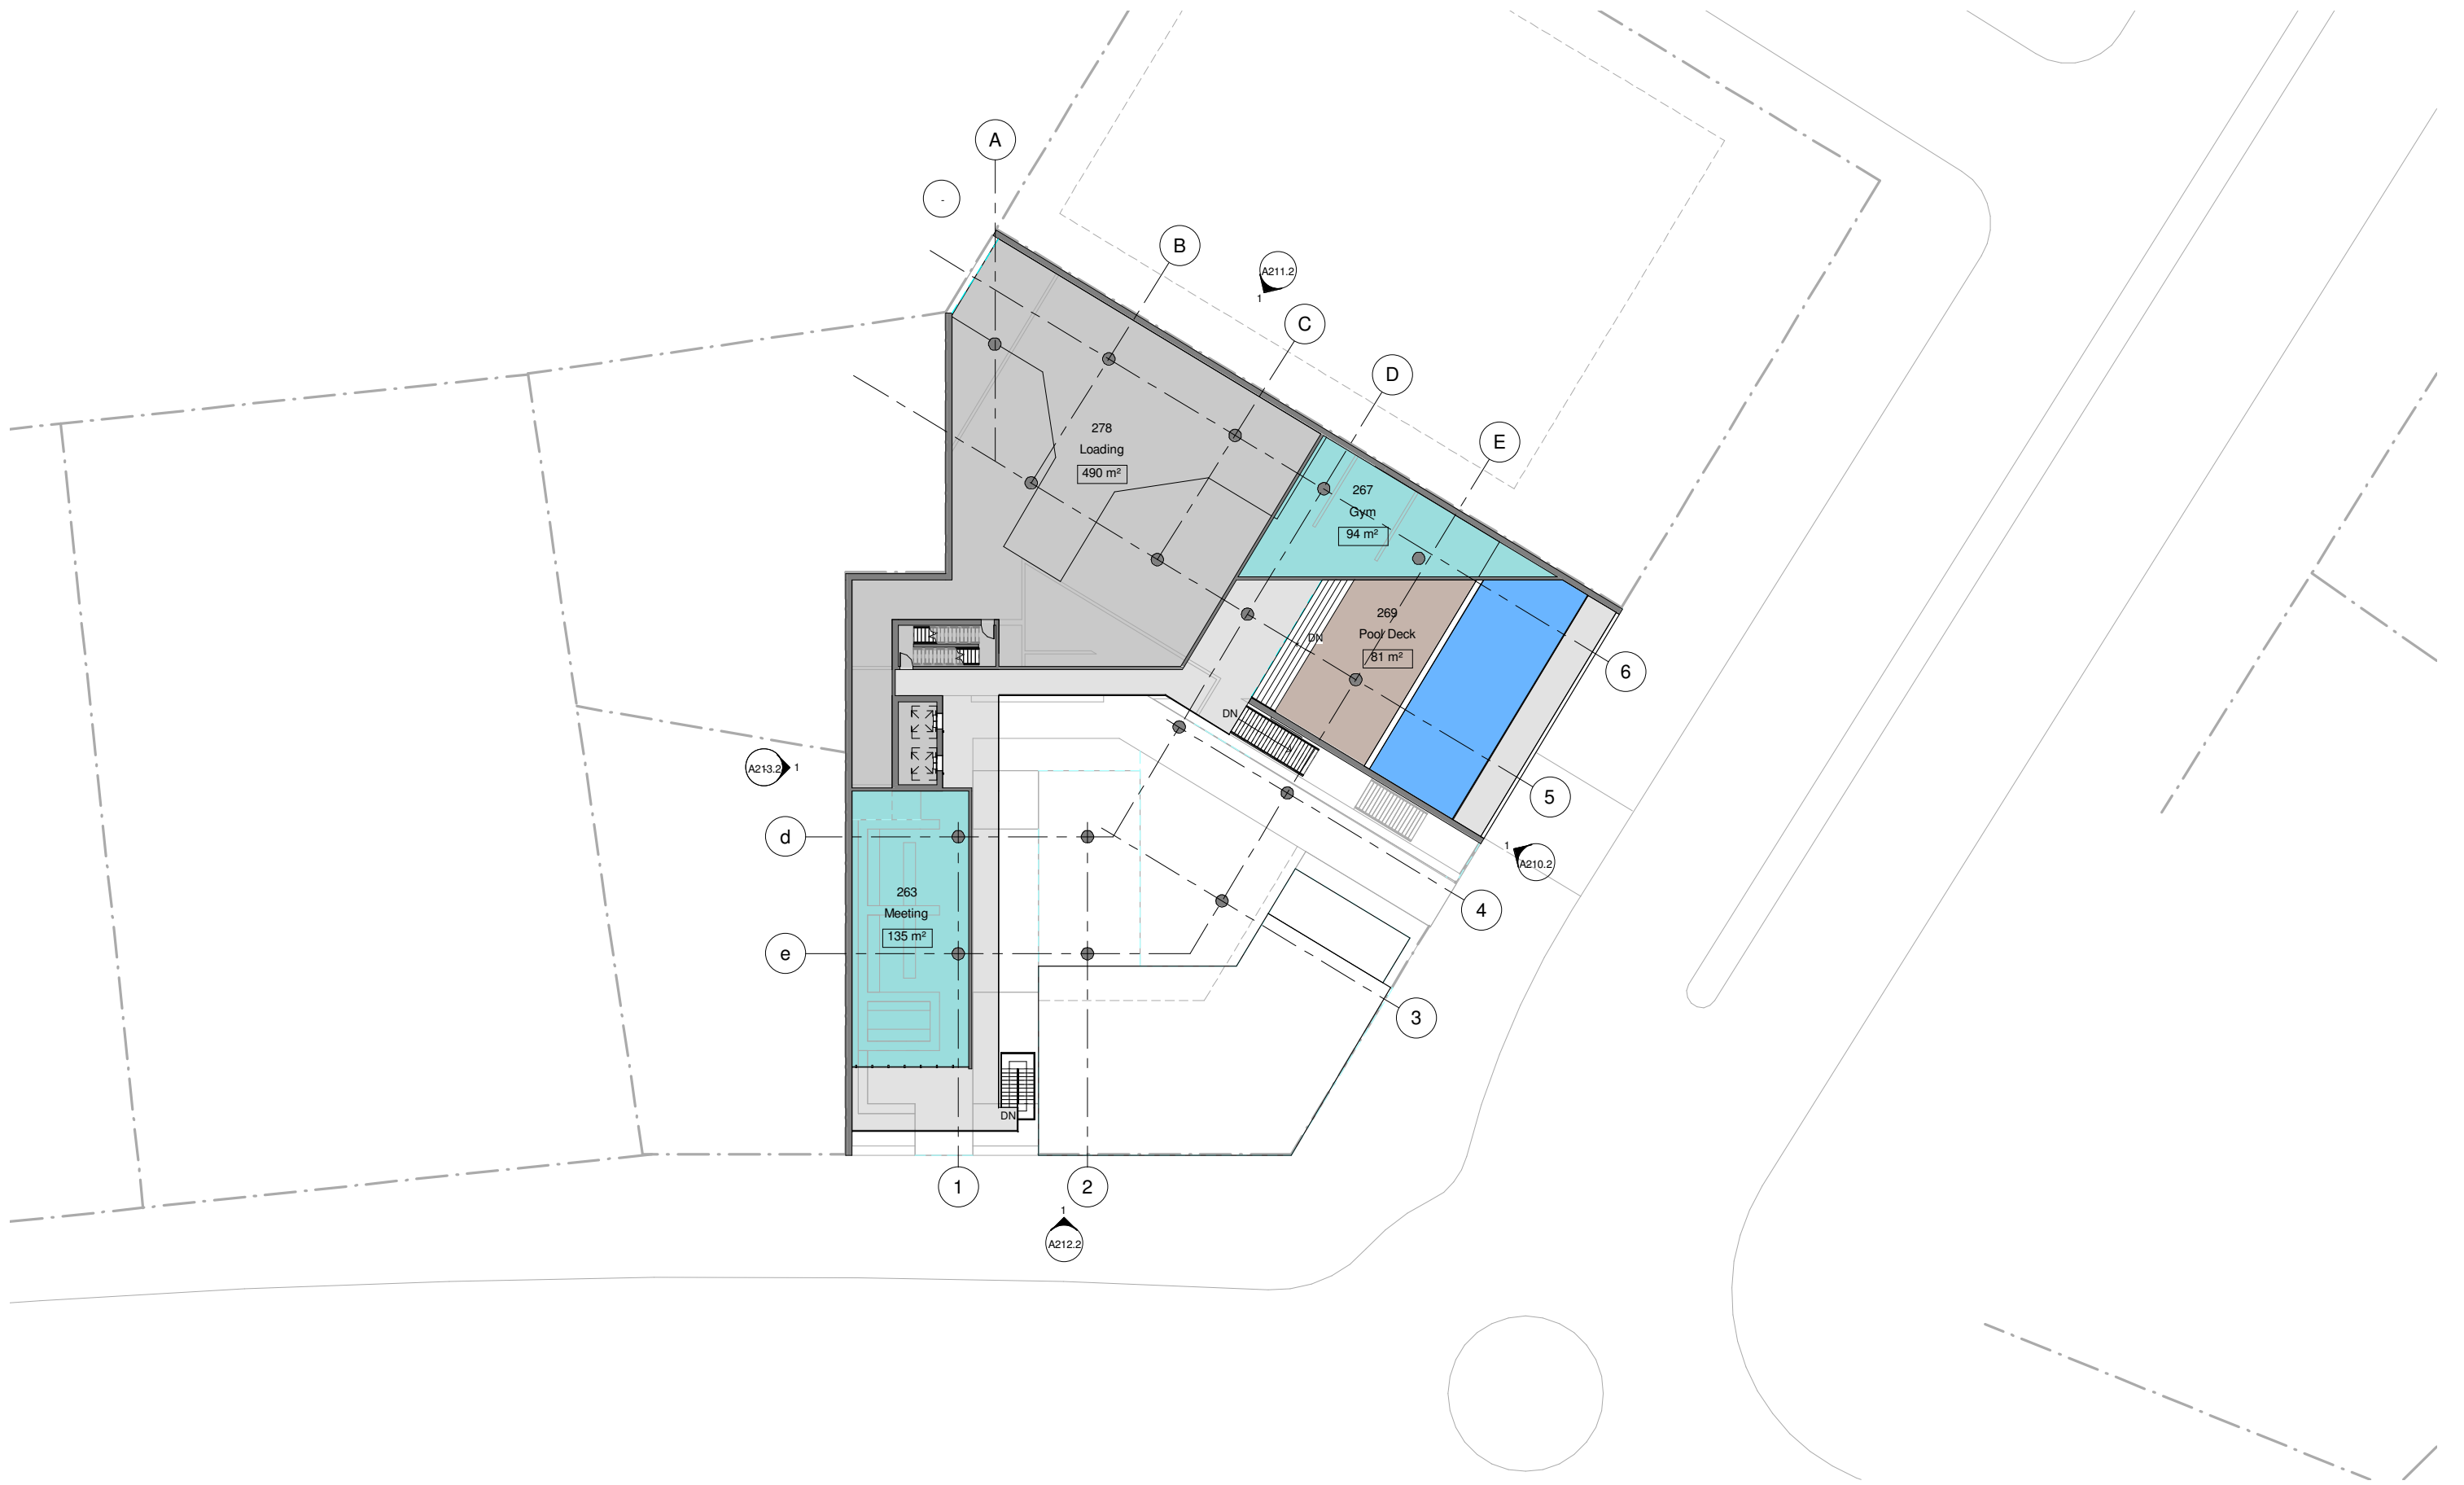 A
-
B
A211.2
1
C
D
E
278
Loading
490 m²
267
Gym
94 m²
269
Pool Deck
81 m²
DN
DN
6
5
A213.2
1
d
1
A210.2
4
263
Meeting
135 m²
e
3
DN
1
2
1
A212.2